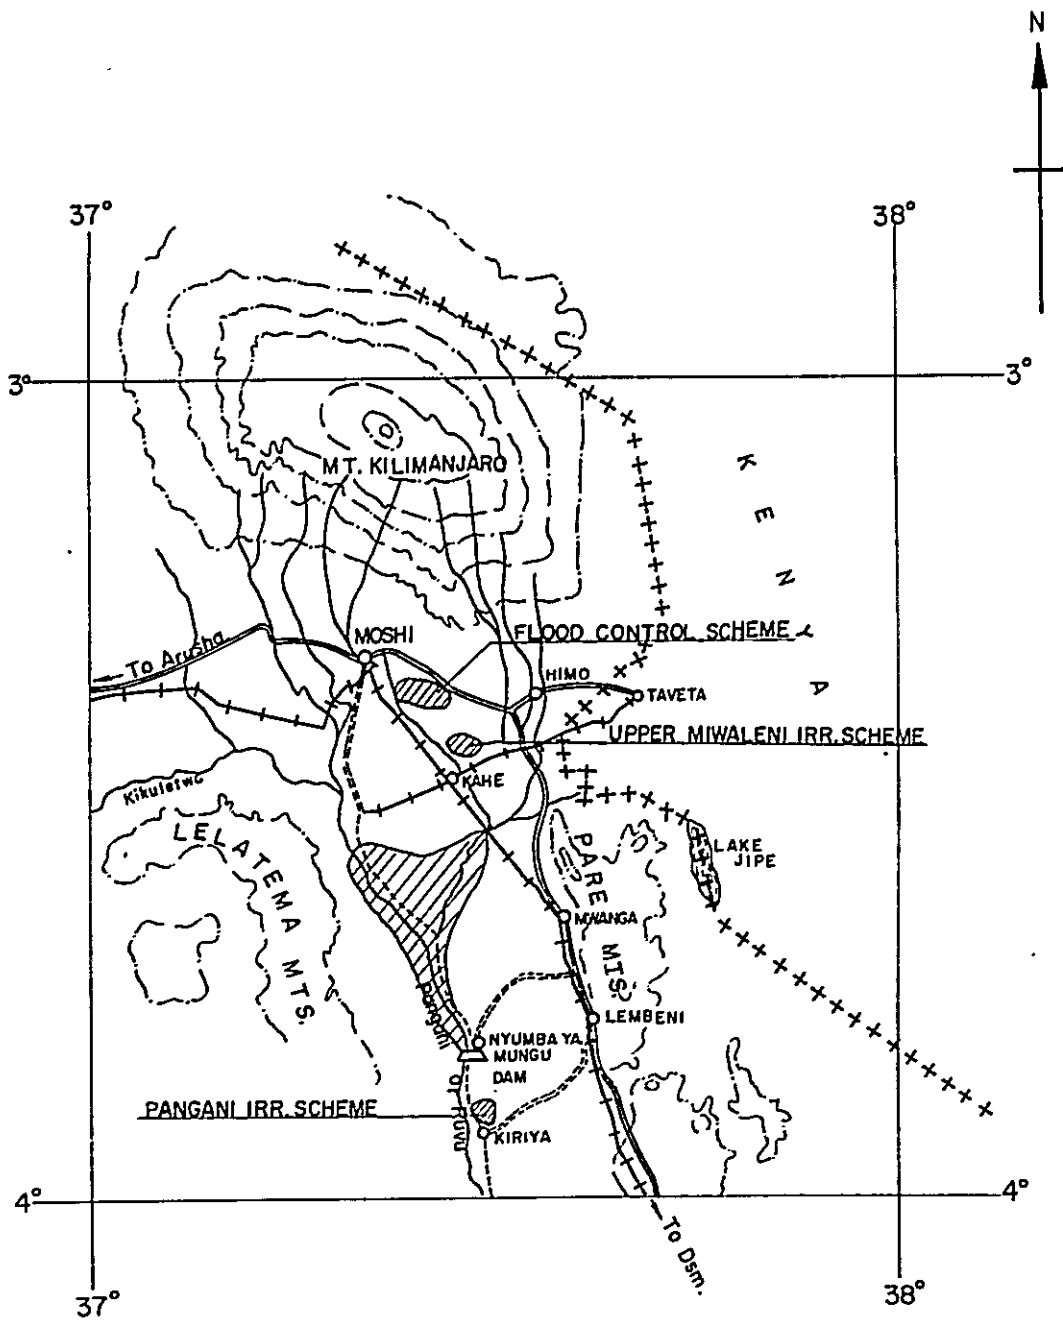 N
37°
38°
3°
3°
MT. KILIMANJARO
K E N Y A
MOSHI
FLOOD CONTROL SCHEME
To Arusha
HIMO
TAVETA
UPPER MIWALENI IRR. SCHEME
KAHE
Kikuletwa
LELATEMA MTS.
PARE MTS.
LAKE
JIPE
MWANGA
Pangani
LEMBENI
NYUMBA YA
MUNGU
DAM
or RUVU
PANGANI IRR. SCHEME
KIRIYA
4°
4°
To Dsm.
37°
38°